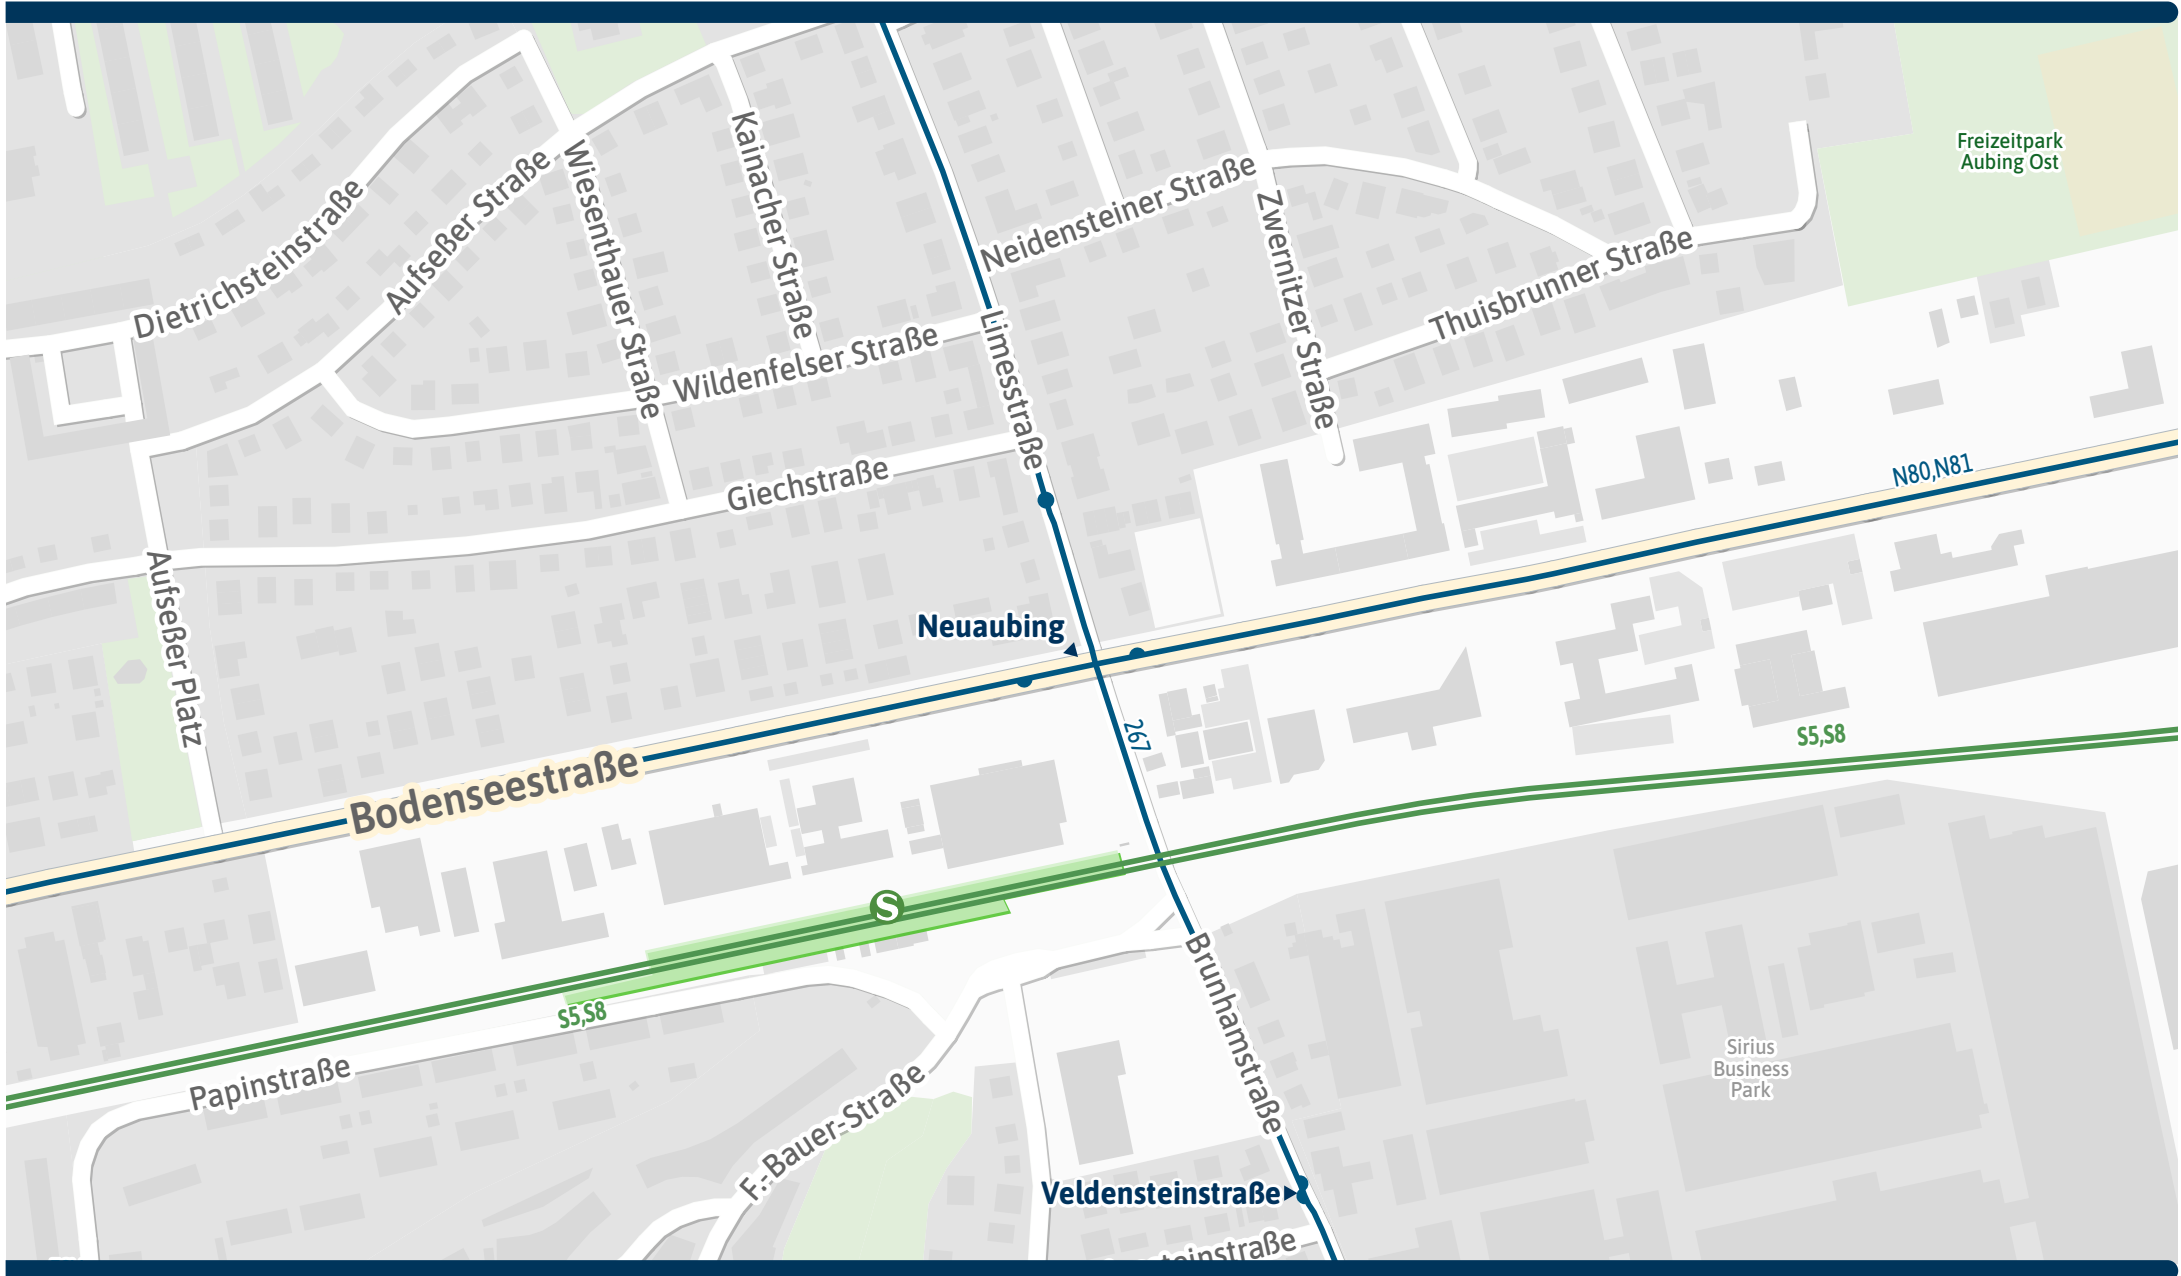 Freizeitpark
Aubing Ost
Kainacher Straße
Wiesenthauer Straße
Aufseßer Straße
Dietrichsteinstraße
Neidensteiner Straße
Zwernitzer Straße
Thuisbrunner Straße
Wildenfelser Straße
Limesstraße
Giechstraße
N80,N81
Aufseßer Platz
Neuaubing
267
S5,S8
Bodenseestraße
S
S5,S8
Papinstraße
Brunhamstraße
F.-Bauer-Straße
Sirius
Business
Park
Veldensteinstraße
steinstraße